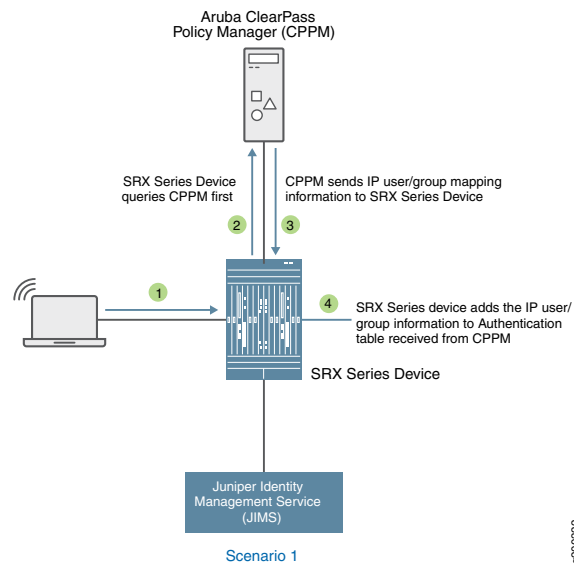 Aruba ClearPass
Policy Manager (CPPM)
SRX Series Device
queries CPPM first
CPPM sends IP user/group mapping
information to SRX Series Device
2
3
1
4
SRX Series device adds the IP user/
group information to Authentication
table received from CPPM
SRX Series Device
Juniper Identity
Management Service
(JIMS)
Scenario 1